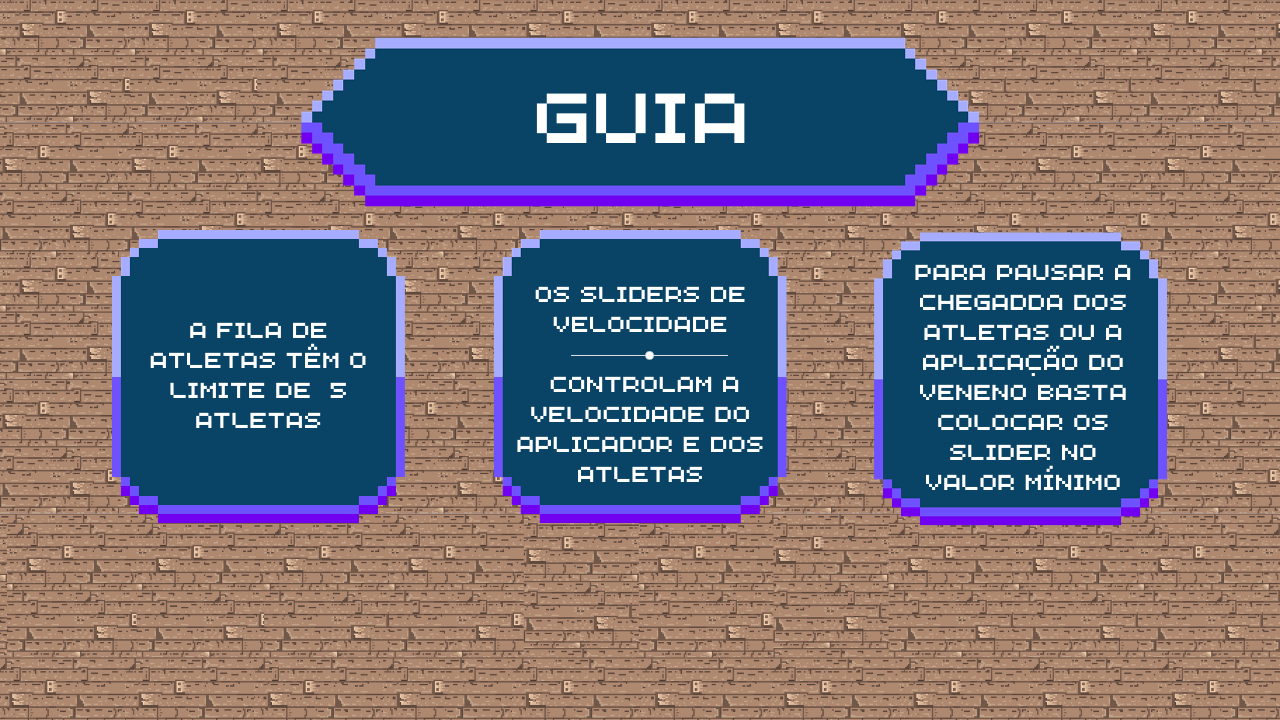 GUIA
A FILA DE
ATLETAS TÊM O
LIMITE DE 5
ATLETAS
OS SLIDERS DE
VELOCIDADE
CONTROLAM A
VELOCIDADE DO
APLICADOR E DOS
ATLETAS
PARA PAUSAR A
CHEGADDA DOS
ATLETAS OU A
APLICAÇÃO DO
VENENO BASTA
COLOCAR OS
SLIDER NO
VALOR MÍNIMO